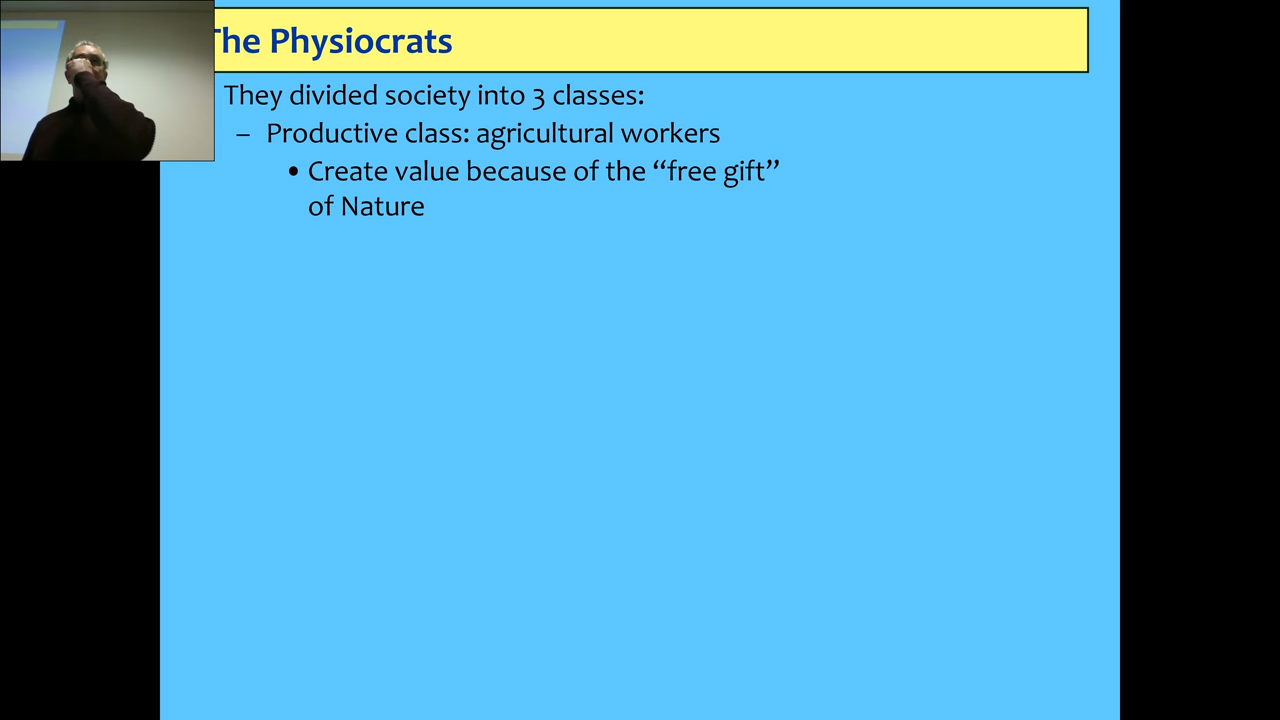 The Physiocrats
They divided society into 3 classes:
– Productive class: agricultural workers
• Create value because of the “free gift”
of Nature